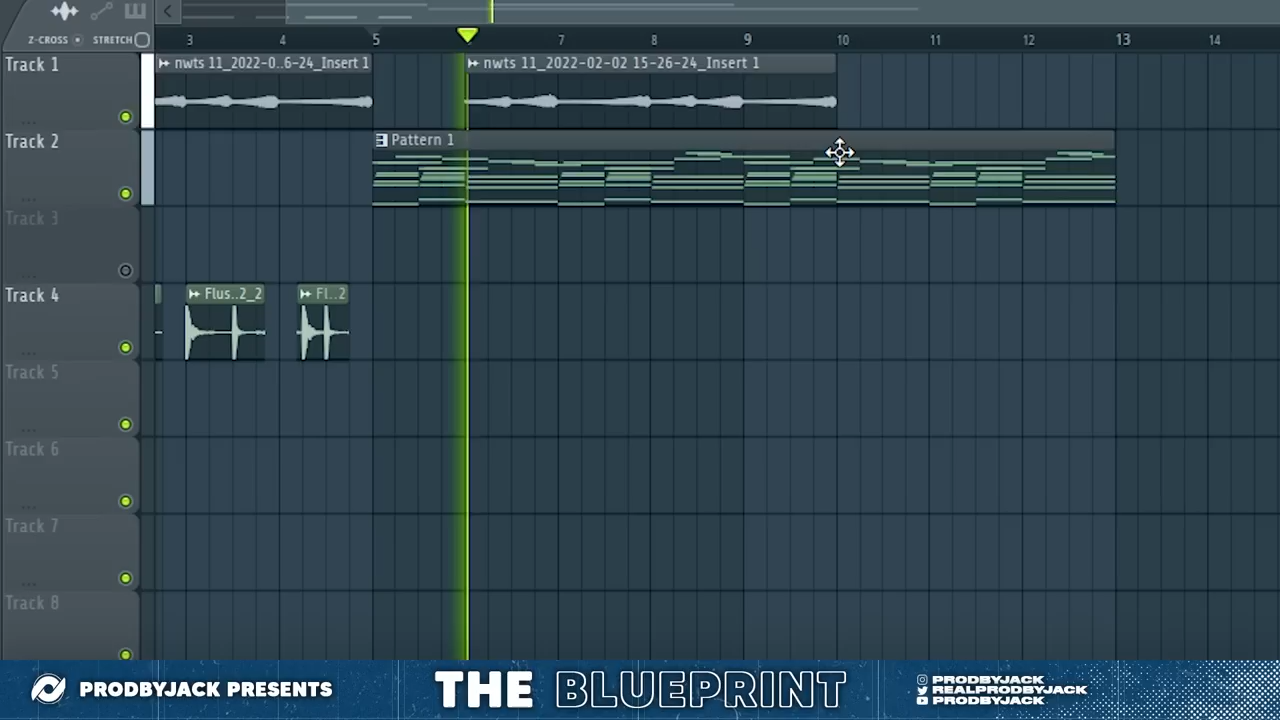 Z-CROSS STRETCH
3 4 5 6 7 8 9 10 11 12 13 14
Track 1
nwts 11_2022-0..6-24_Insert 1
nwts 11_2022-02-02 15-26-24_Insert 1
Track 2
Pattern 1
Track 3
Track 4
Flus..2_2
Fl..2
Track 5
Track 6
Track 7
Track 8
PRODBYJACK PRESENTS
THE BLUEPRINT
PRODBYJACK
REALPRODBYJACK
PRODBYJACK